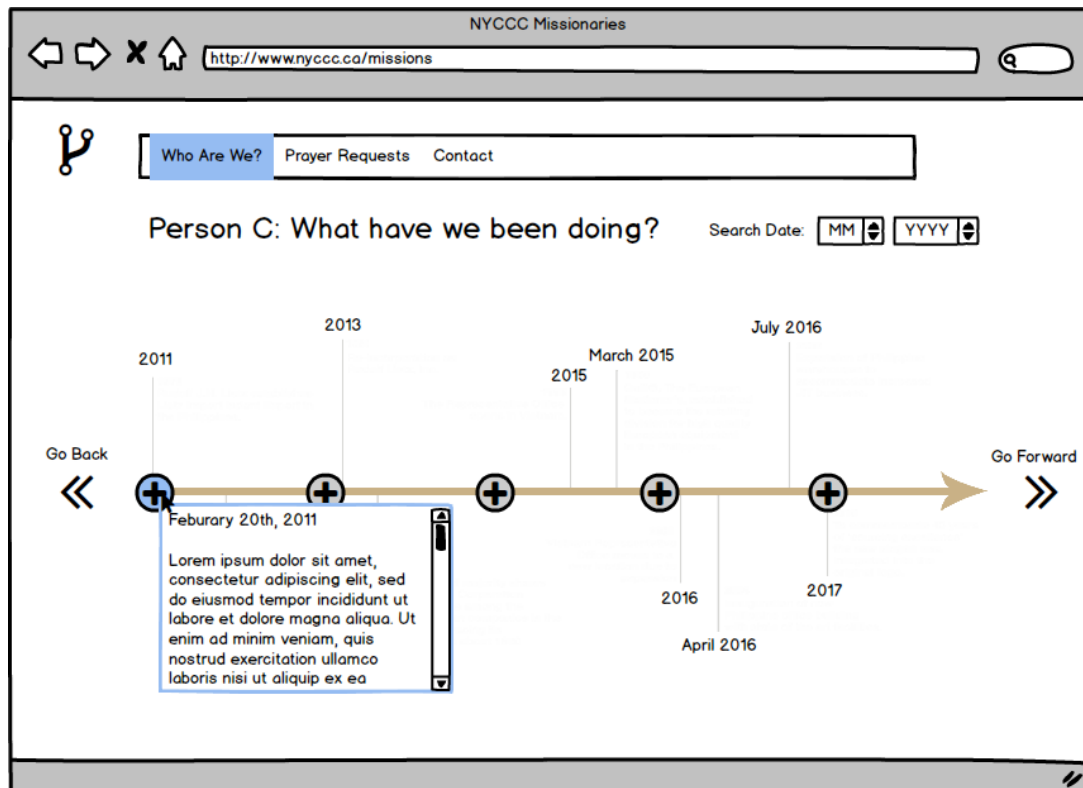 NYCCC Missionaries
http://www.nyccc.ca/missions
Who Are We? Prayer Requests Contact
Person C: What have we been doing? Search Date: MM YYYY
July 2016
2013
March 2015
2011
2015
Go Back
Go Forward
Feburary 20th, 2011
Lorem ipsum dolor sit amet,
consectetur adipiscing elit, sed
do eiusmod tempor incididunt ut
labore et dolore magna aliqua. Ut
enim ad minim veniam, quis
nostrud exercitation ullamco
laboris nisi ut aliquip ex ea
2016
2017
April 2016